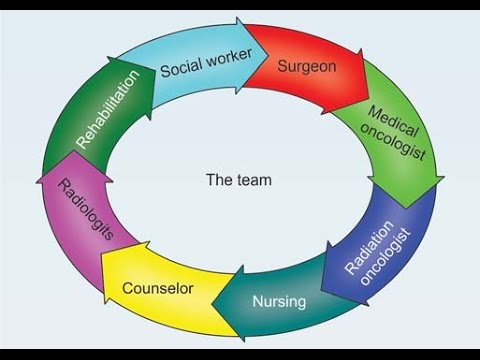 Social worker
Surgeon
Medical
oncologist
Radiation
oncologist
Nursing
Counselor
Radiologits
Rehabilitation
The team